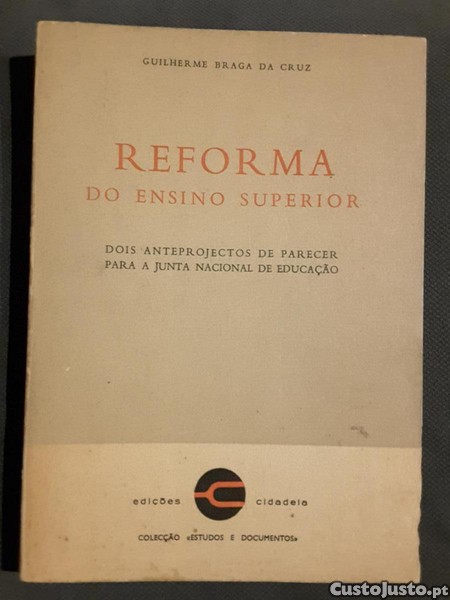 GUILHERME BRAGA DA CRUZ
REFORMA
DO ENSINO SUPERIOR
DOIS ANTEPROJECTOS DE PARECER
PARA A JUNTA NACIONAL DE EDUCAÇÃO
edições cidadela
COLECÇÃO «ESTUDOS E DOCUMENTOS»
CustoJusto.pt